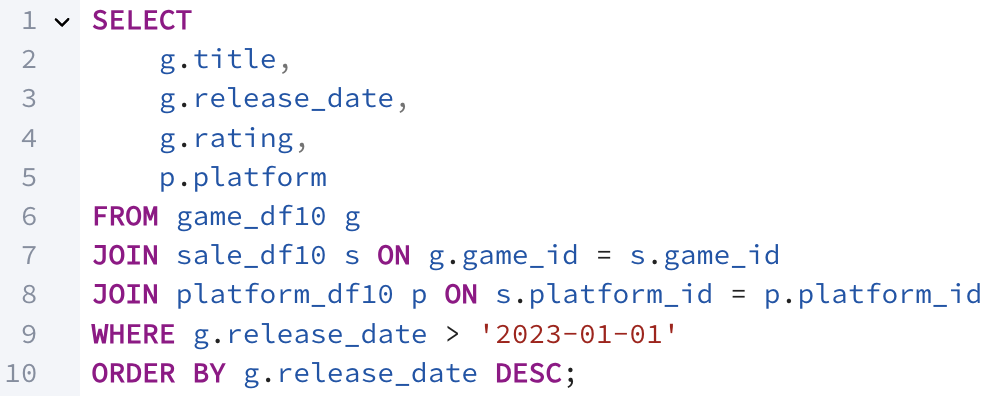 1 SELECT
2 g.title,
3 g.release_date,
4 g.rating,
5 p.platform
6 FROM game_df10 g
7 JOIN sale_df10 s ON g.game_id = s.game_id
8 JOIN platform_df10 p ON s.platform_id = p.platform_id
9 WHERE g.release_date > '2023-01-01'
10 ORDER BY g.release_date DESC;